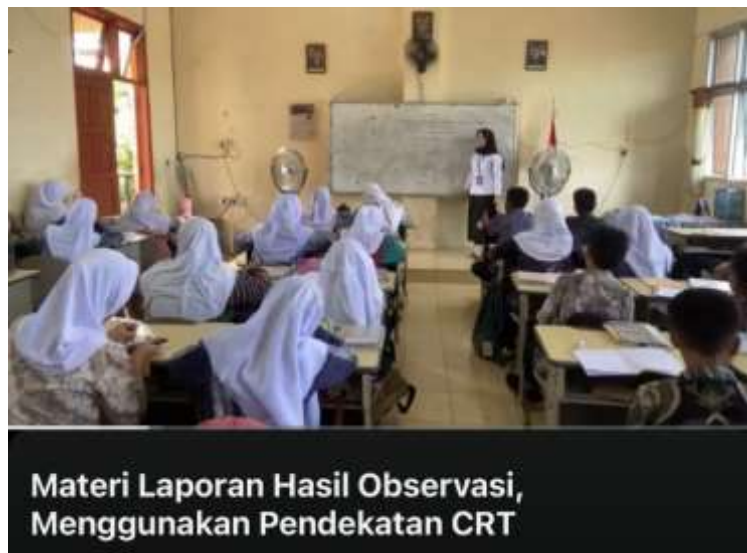 Materi Laporan Hasil Observasi,
Menggunakan Pendekatan CRT